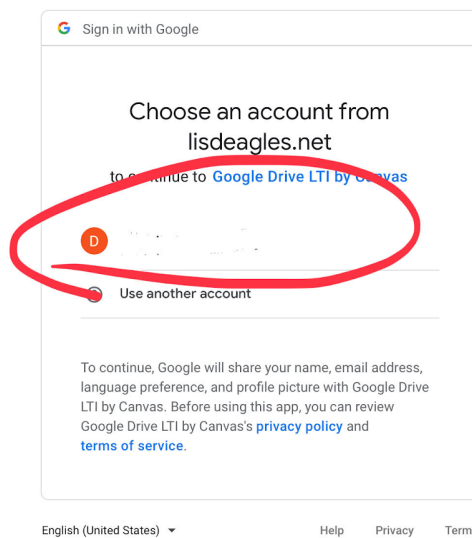 Sign in with Google
Choose an account from
lisdeagles.net
to continue to Google Drive LTI by Canvas
D
Use another account
To continue, Google will share your name, email address,
language preference, and profile picture with Google Drive
LTI by Canvas. Before using this app, you can review
Google Drive LTI by Canvas's privacy policy and
terms of service.
English (United States)
Help Privacy Term